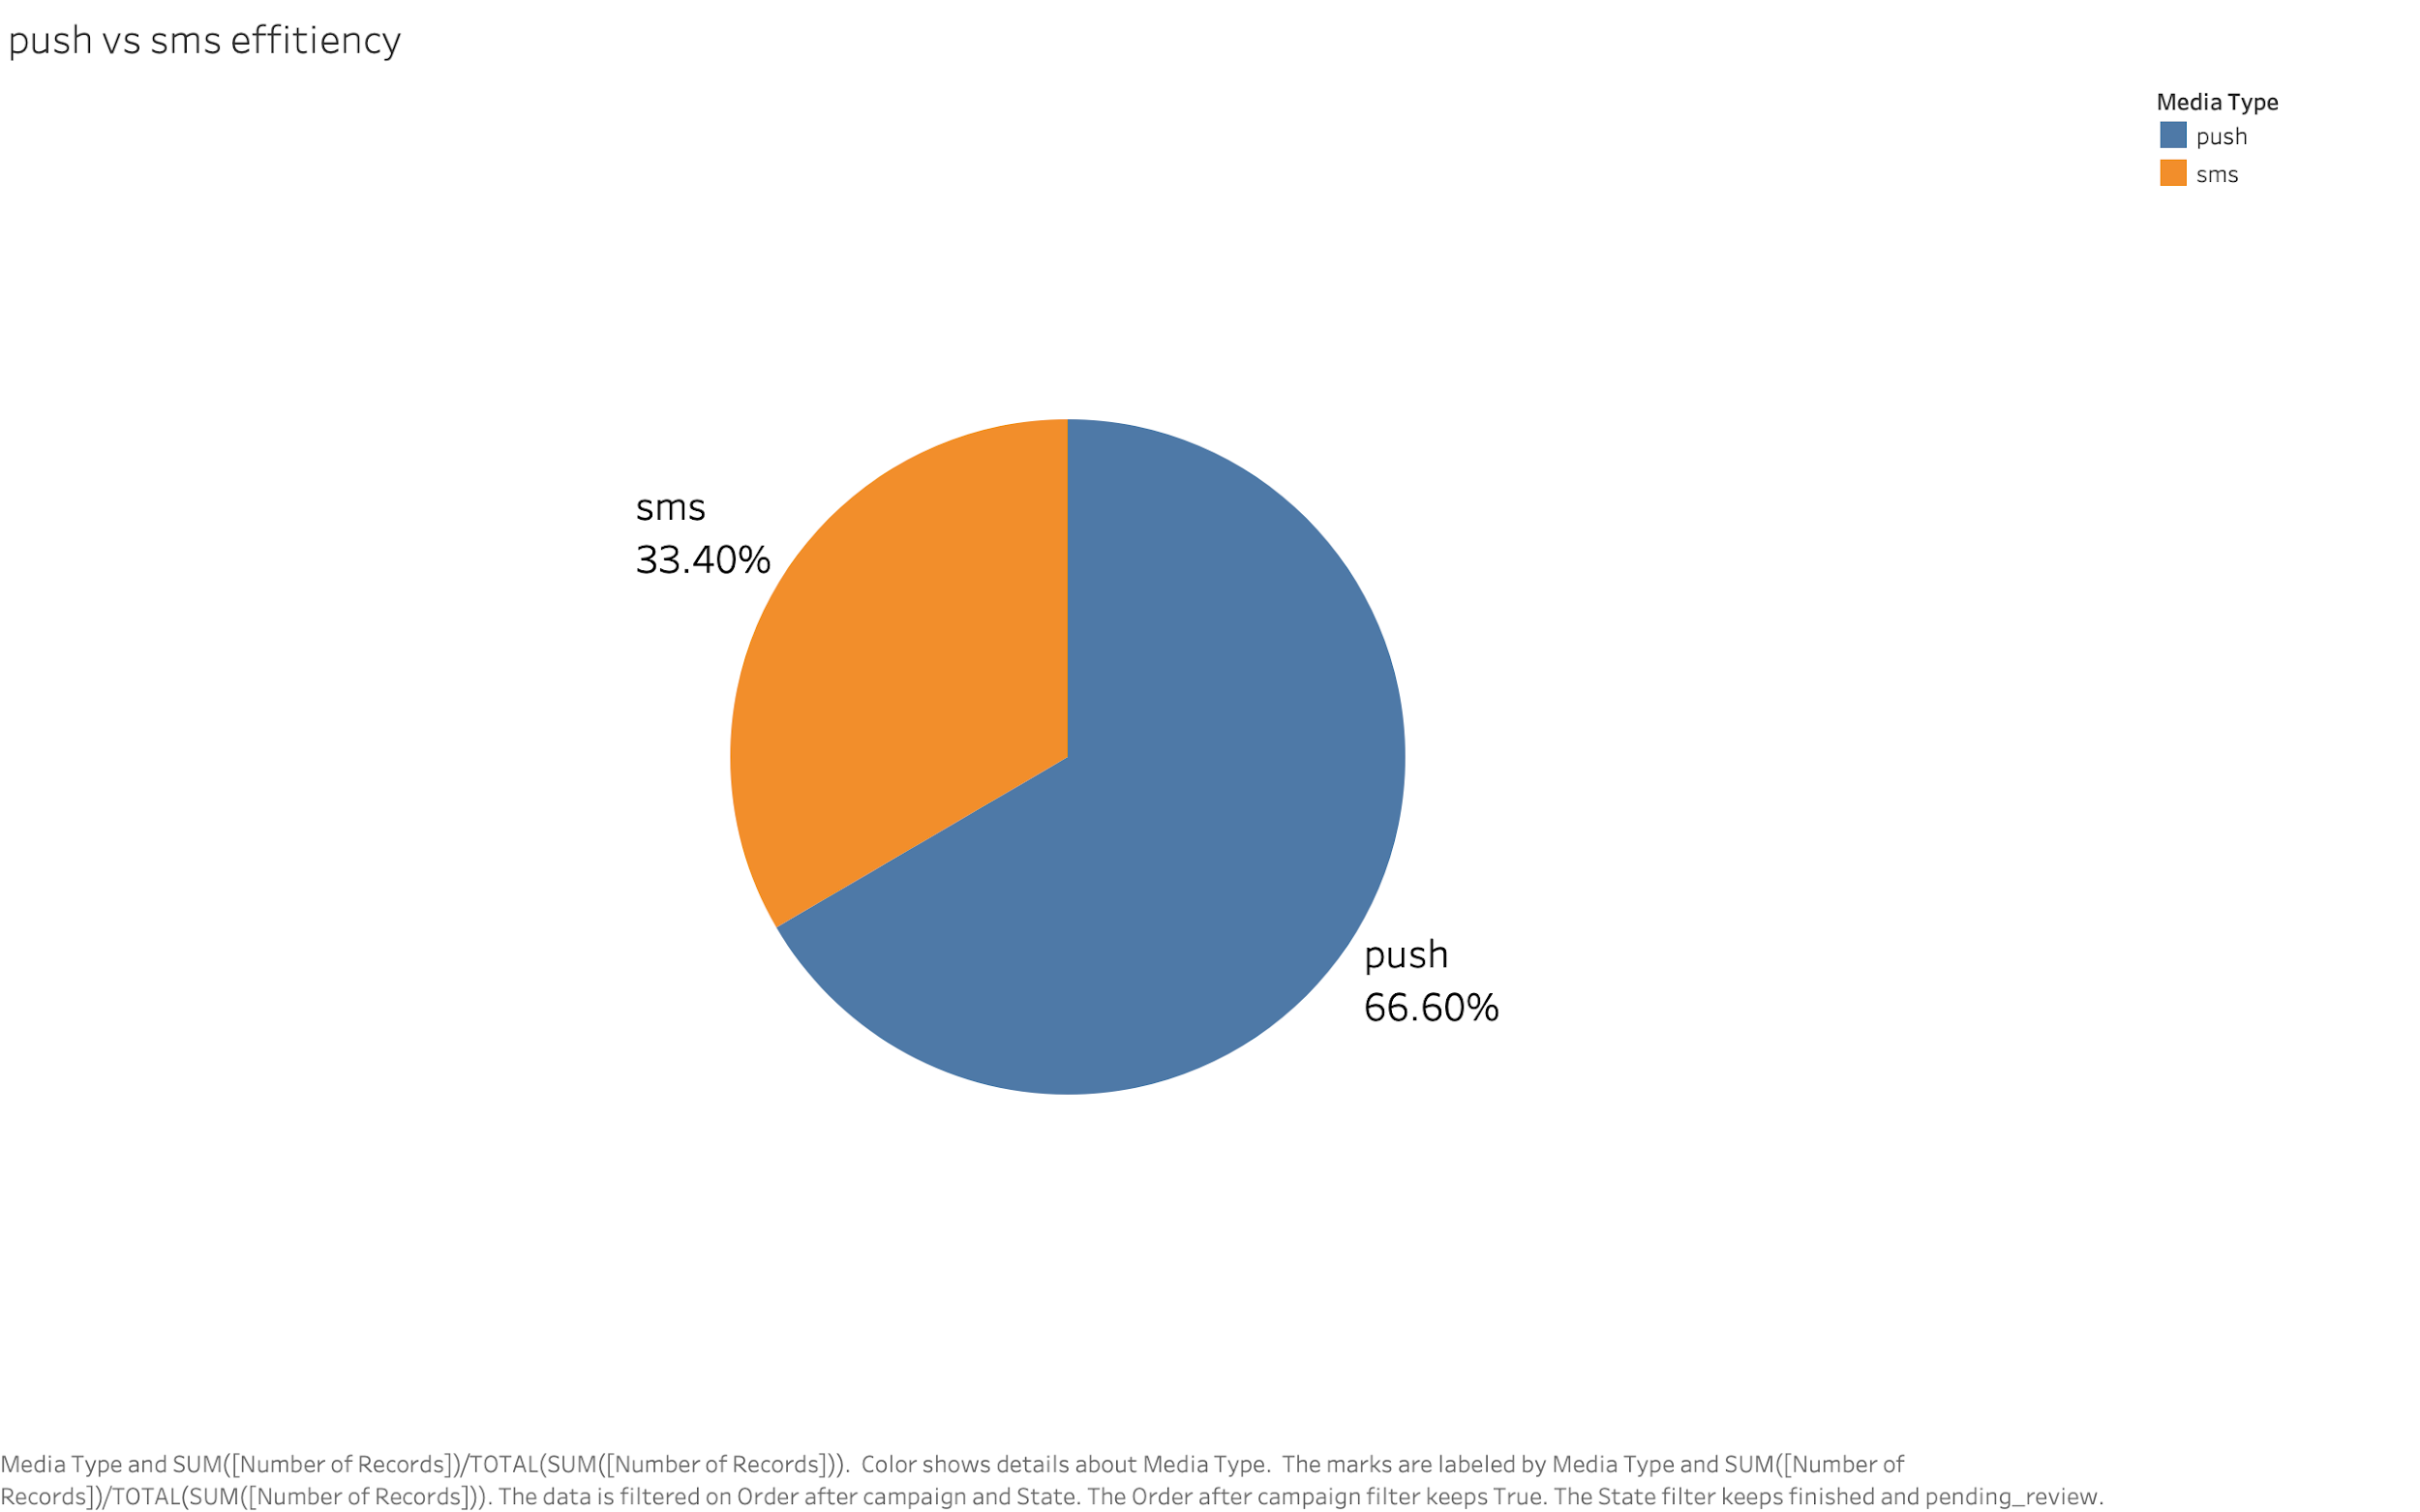 push vs sms effitiency
Media Type
push
sms
sms
33.40%
push
66.60%
Media Type and SUM([Number of Records])/TOTAL(SUM([Number of Records])).  Color shows details about Media Type.  The marks are labeled by Media Type and SUM([Number of
Records])/TOTAL(SUM([Number of Records])). The data is filtered on Order after campaign and State. The Order after campaign filter keeps True. The State filter keeps finished and pending_review.